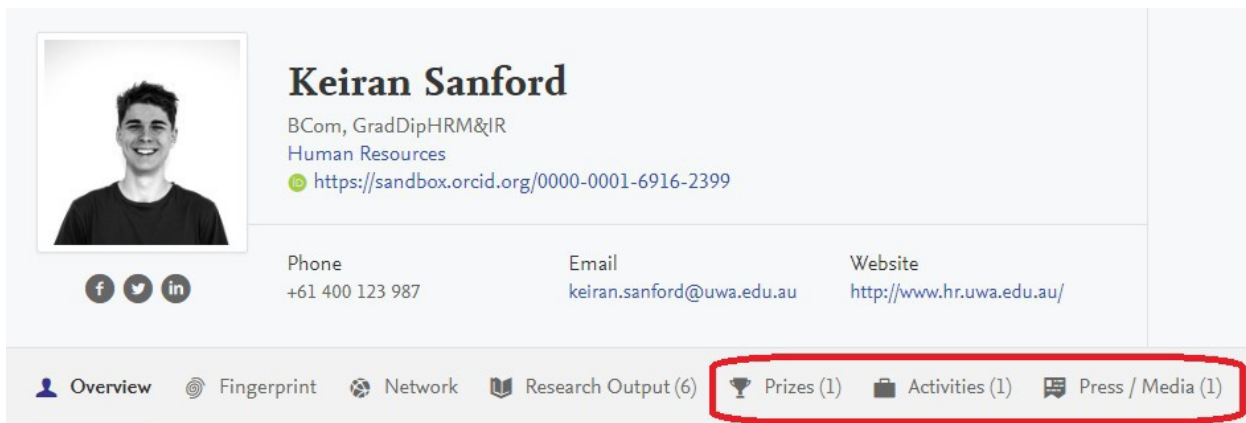 Keiran Sanford
BCom, GradDipHRM&IR
Human Resources
iD https://sandbox.orcid.org/0000-0001-6916-2399
Phone
+61 400 123 987
Email
keiran.sanford@uwa.edu.au
Website
http://www.hr.uwa.edu.au/
f in
Overview Fingerprint Network Research Output (6) Prizes (1) Activities (1) Press / Media (1)